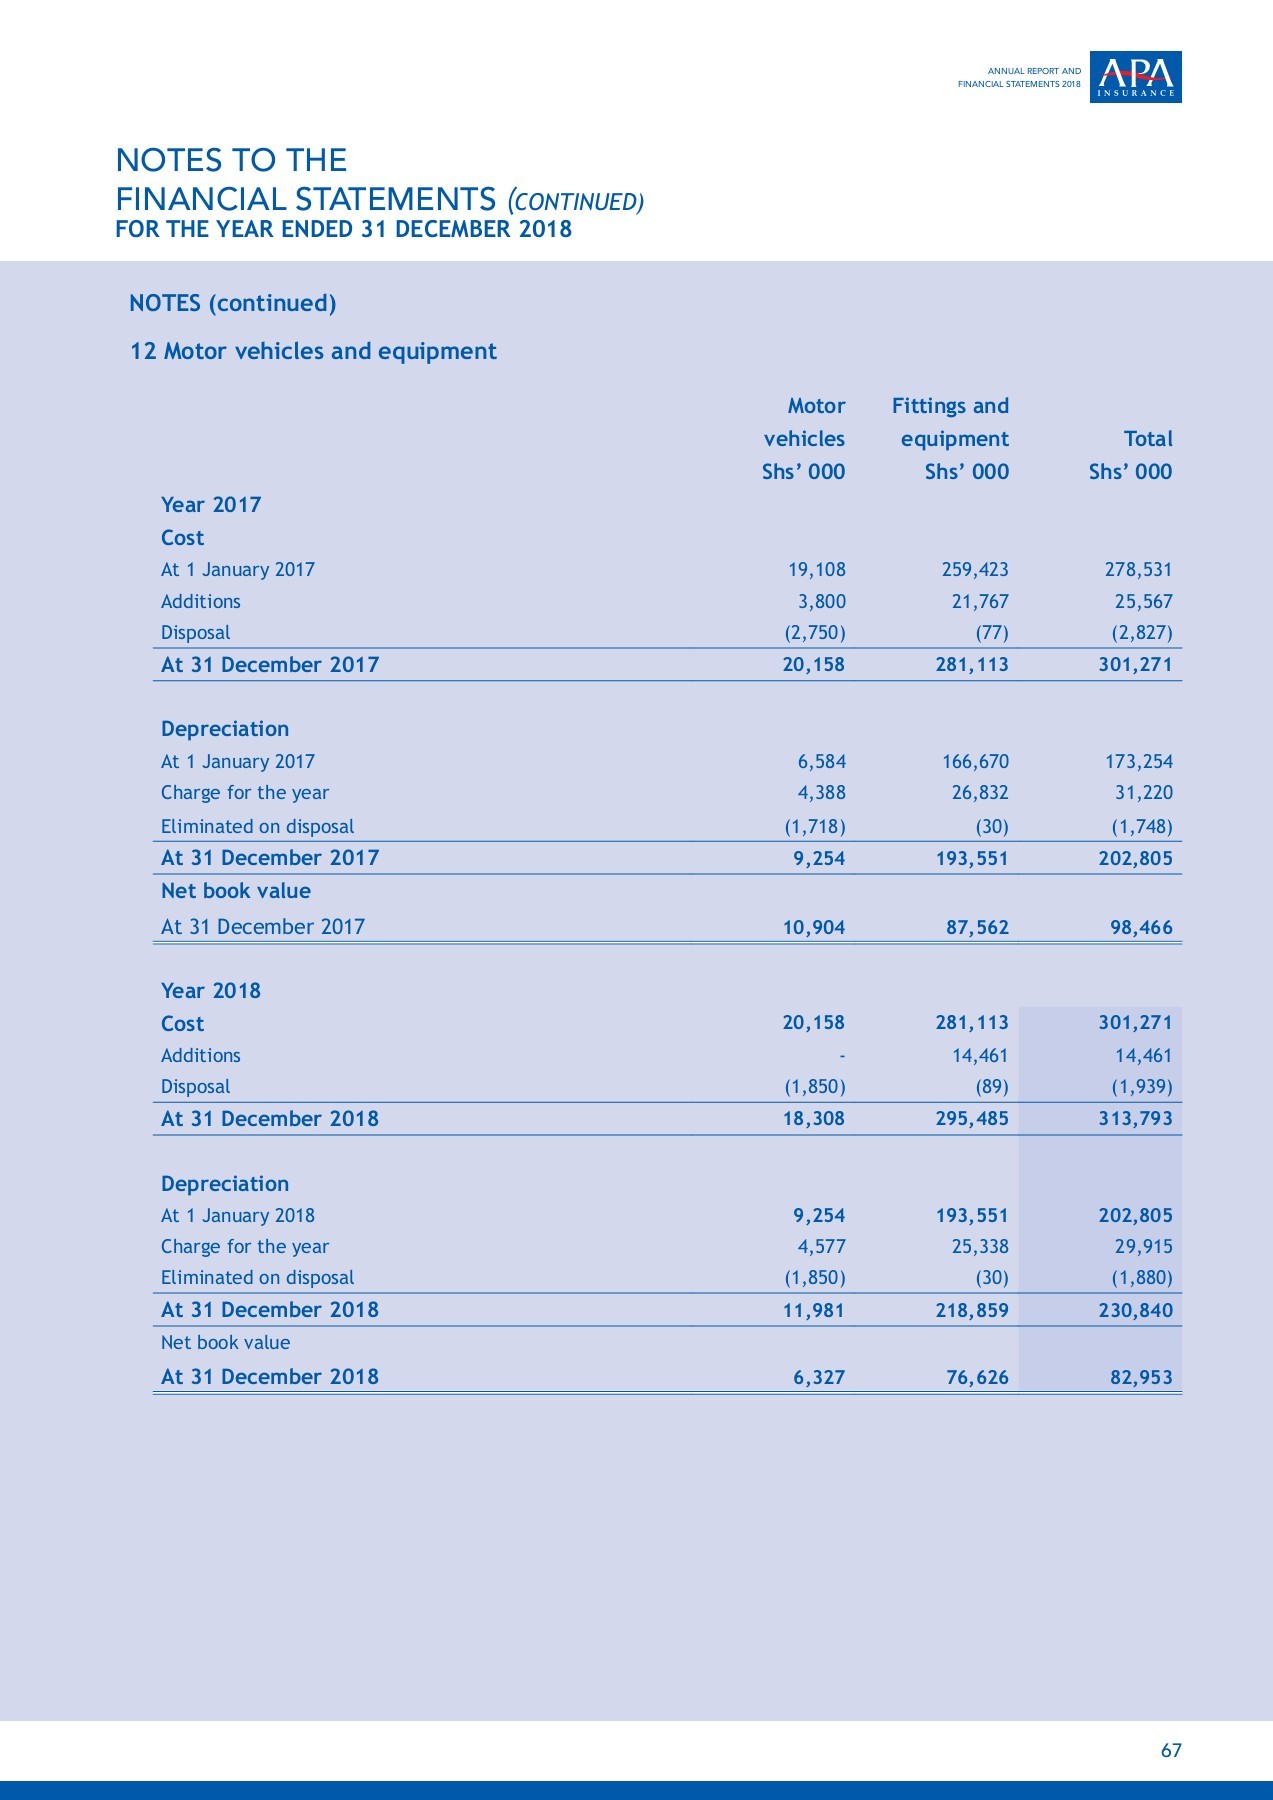 ANNUAL REPORT AND
FINANCIAL STATEMENTS 2018
APA
INSURANCE
NOTES TO THE
FINANCIAL STATEMENTS (CONTINUED)
FOR THE YEAR ENDED 31 DECEMBER 2018
NOTES (continued)
12 Motor vehicles and equipment
Motor Fittings and
vehicles equipment Total
Shs’ 000 Shs’ 000 Shs’ 000
Year 2017
Cost
At 1 January 2017 19,108 259,423 278,531
Additions 3,800 21,767 25,567
Disposal (2,750) (77) (2,827)
At 31 December 2017 20,158 281,113 301,271
Depreciation
At 1 January 2017 6,584 166,670 173,254
Charge for the year 4,388 26,832 31,220
Eliminated on disposal (1,718) (30) (1,748)
At 31 December 2017 9,254 193,551 202,805
Net book value
At 31 December 2017 10,904 87,562 98,466
Year 2018
Cost 20,158 281,113 301,271
Additions - 14,461 14,461
Disposal (1,850) (89) (1,939)
At 31 December 2018 18,308 295,485 313,793
Depreciation
At 1 January 2018 9,254 193,551 202,805
Charge for the year 4,577 25,338 29,915
Eliminated on disposal (1,850) (30) (1,880)
At 31 December 2018 11,981 218,859 230,840
Net book value
At 31 December 2018 6,327 76,626 82,953
67